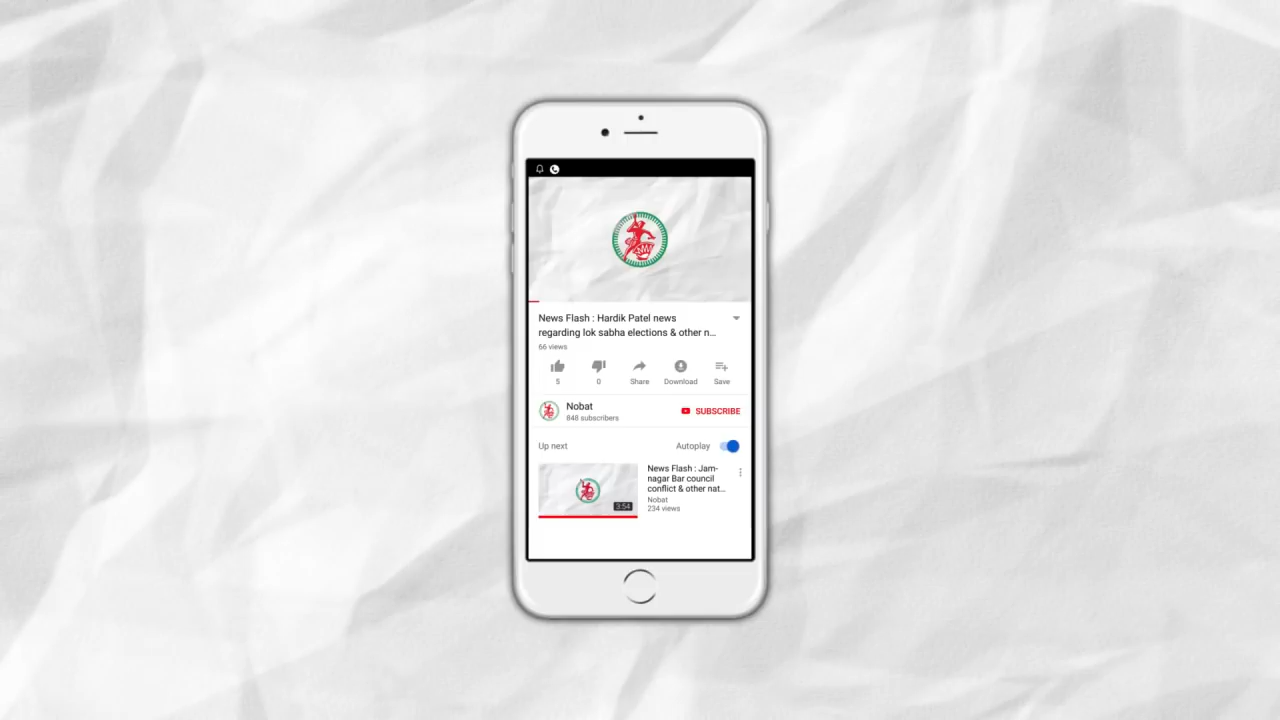 News Flash : Hardik Patel news
regarding lok sabha elections & other n...
66 views
5
0
Share
Download
Save
Nobat
848 subscribers
SUBSCRIBE
Up next
Autoplay
News Flash : Jam-
nagar Bar council
conflict & other nat...
Nobat
234 views
3:54